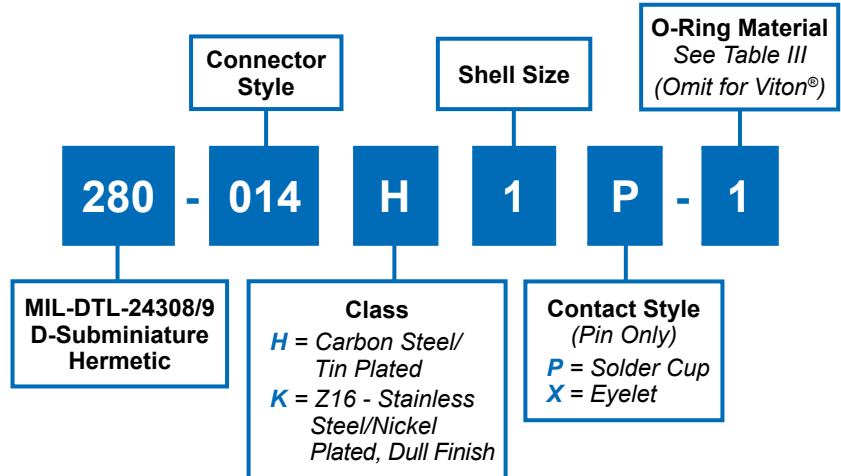 Connector
Style
Shell Size
O-Ring Material
See Table III
(Omit for Viton®)
280 - 014 H 1 P - 1
MIL-DTL-24308/9
D-Subminiature
Hermetic
Class
H = Carbon Steel/
Tin Plated
K = Z16 - Stainless
Steel/Nickel
Plated, Dull Finish
Contact Style
(Pin Only)
P = Solder Cup
X = Eyelet